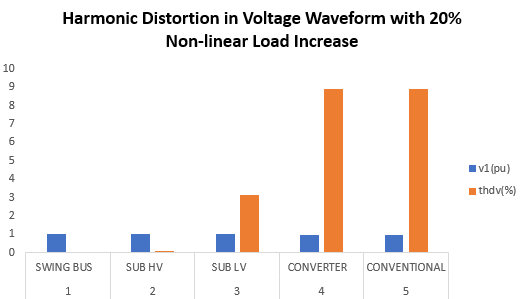 Harmonic Distortion in Voltage Waveform with 20%
Non-linear Load Increase
10
9
8
7
6
5
4
3
2
1
0
SWING BUS SUB HV SUB LV CONVERTER CONVENTIONAL
1 2 3 4 5
v1(pu)
thdv(%)